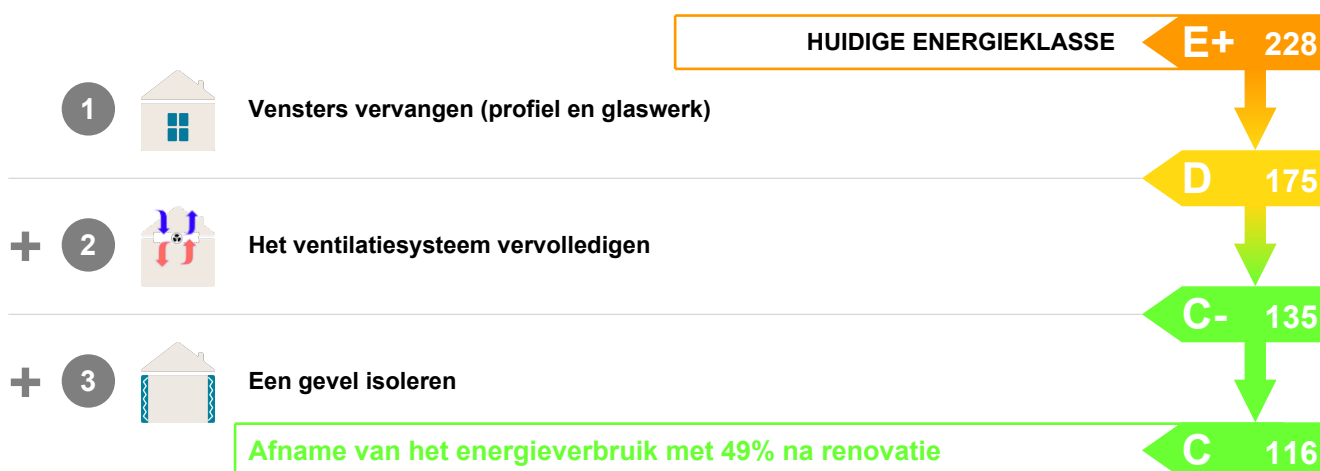 HUIDIGE ENERGIEKLASSE E+ 228
1 Vensters vervangen (profiel en glaswerk)
D 175
+ 2 Het ventilatiesysteem vervolledigen
C- 135
+ 3 Een gevel isoleren
Afname van het energieverbruik met 49% na renovatie C 116